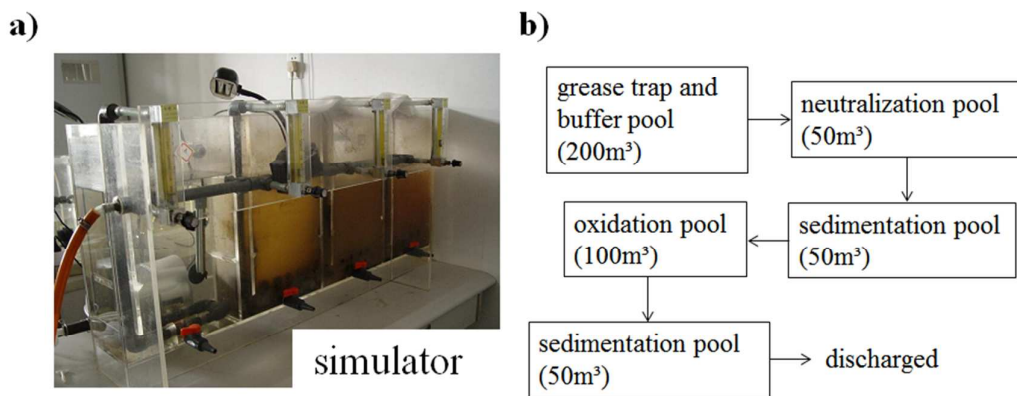 a)
simulator
b)
grease trap and
buffer pool
(200m³)
neutralization pool
(50m³)
sedimentation pool
(50m³)
oxidation pool
(100m³)
sedimentation pool
(50m³)
discharged